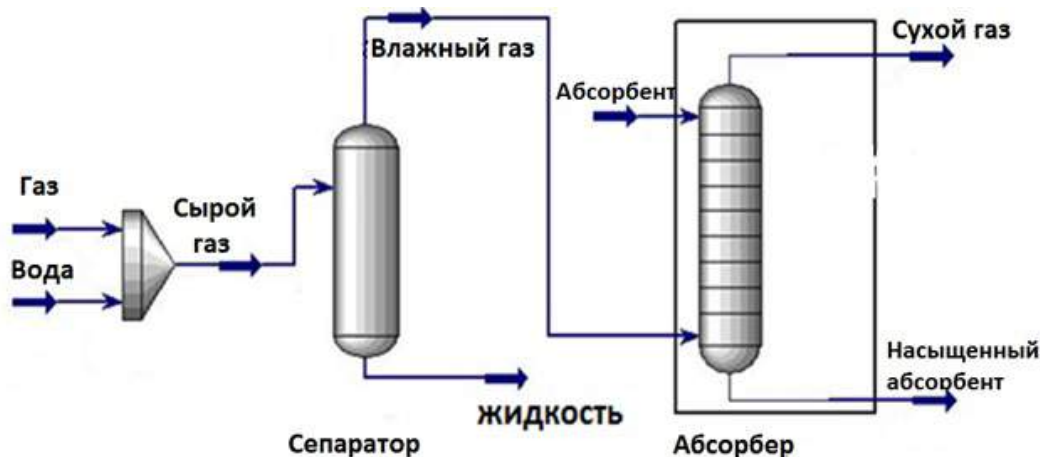 Сухой газ
Влажный газ
Абсорбент
Газ
Сырой
газ
Вода
Насыщенный
абсорбент
жидкость
Сепаратор
Абсорбер